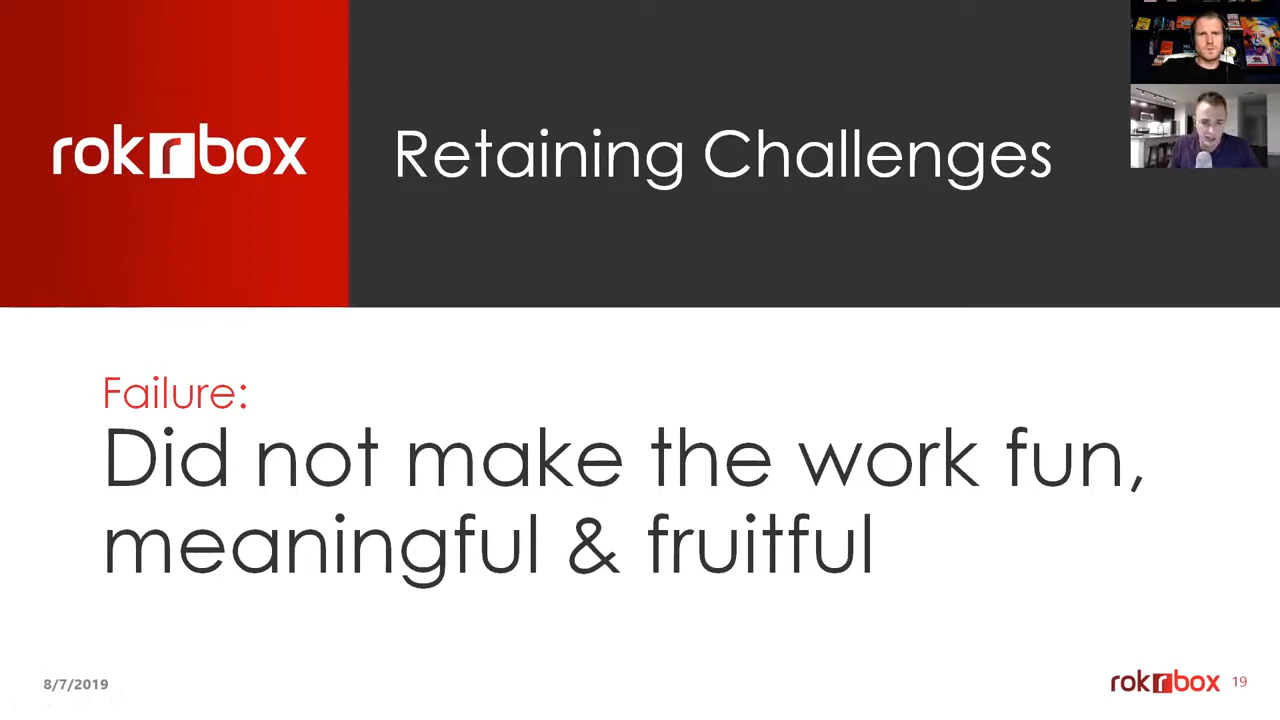 rokrbox
Retaining Challenges
Failure:
Did not make the work fun,
meaningful & fruitful
8/7/2019
rokrbox
19